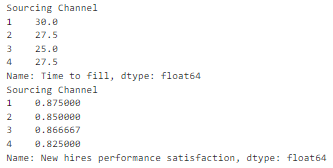 Sourcing Channel
1    30.0
2    27.5
3    25.0
4    27.5
Name: Time to fill, dtype: float64
Sourcing Channel
1    0.875000
2    0.850000
3    0.866667
4    0.825000
Name: New hires performance satisfaction, dtype: float64